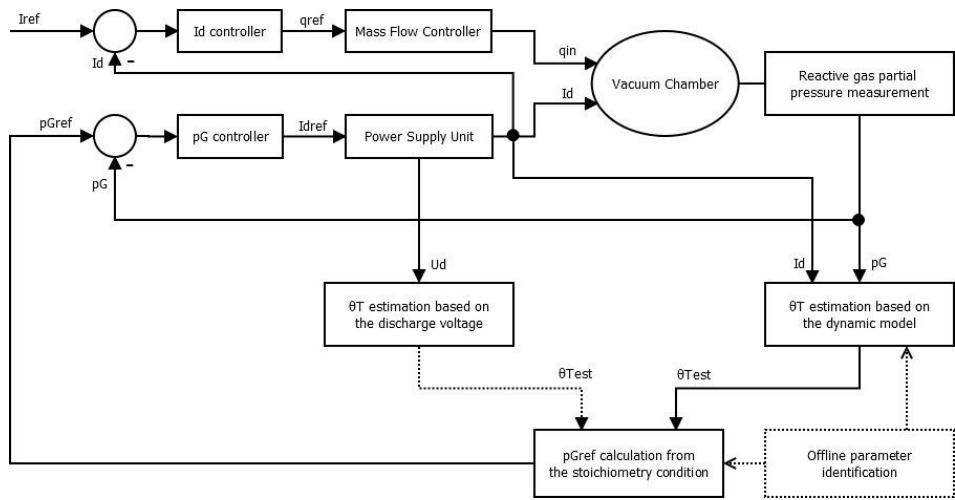 Iref
Id controller
qref
Mass Flow Controller
qin
Id
-
Vacuum Chamber
Reactive gas partial
pressure measurement
Id
pGref
pG controller
Idref
Power Supply Unit
-
pG
Ud
Id
pG
θT estimation based on
the discharge voltage
θT estimation based on
the dynamic model
θTest
θTest
pGref calculation from
the stoichiometry condition
Offline parameter
identification